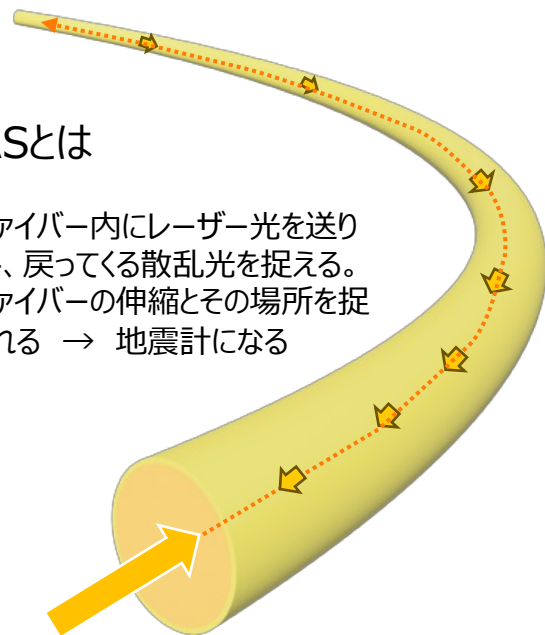 Sとは
ァイバー内にレーザー光を送り
、戻ってくる散乱光を捉える。
ァイバーの伸縮とその場所を捉
れる → 地震計になる